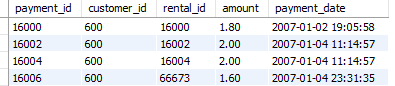 payment_id customer_id rental_id amount payment_date
16000 600 16000 1.80 2007-01-02 19:05:58
16002 600 16002 2.00 2007-01-04 11:14:57
16004 600 16004 2.00 2007-01-04 11:14:57
16006 600 66673 1.60 2007-01-04 23:31:35